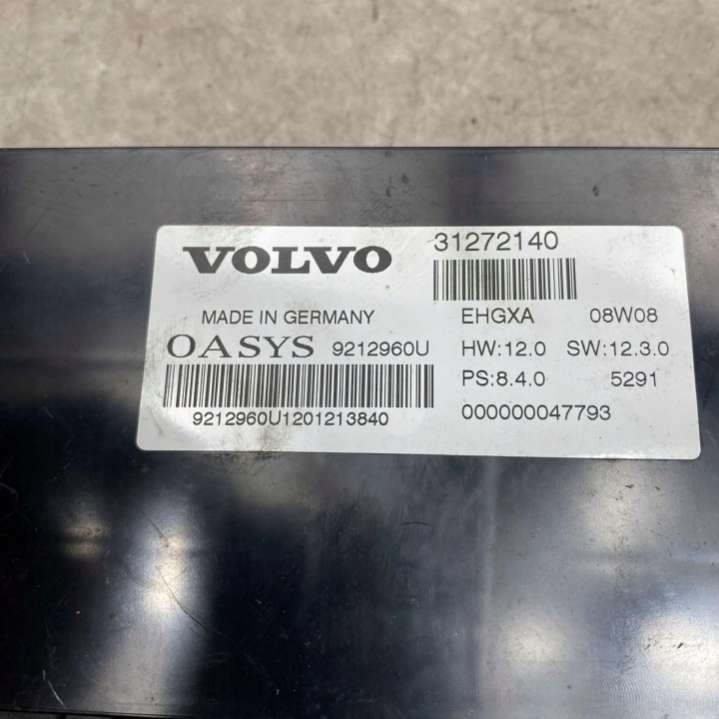 VOLVO
31272140
MADE IN GERMANY
EHGXA 08W08
OASYS 9212960U
HW:12.0 SW:12.3.0
PS:8.4.0 5291
9212960U1201213840
000000047793